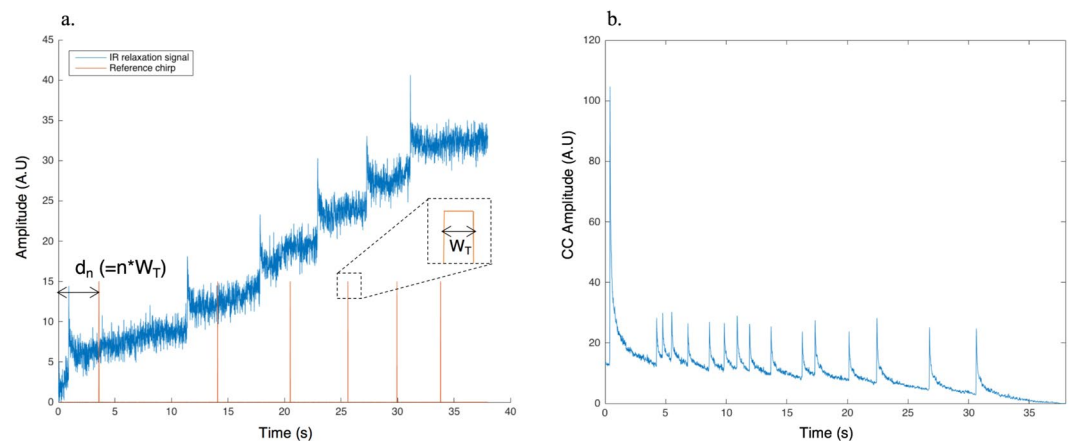 a.
45
40
35
30
25
20
15
10
5
0
Amplitude (A.U)
IR relaxation signal
Reference chirp
dn (=n*WT)
WT
0 5 10 15 20 25 30 35 40
Time (s)
b.
120
100
80
60
40
20
0
CC Amplitude (A.U)
0 5 10 15 20 25 30 35
Time (s)